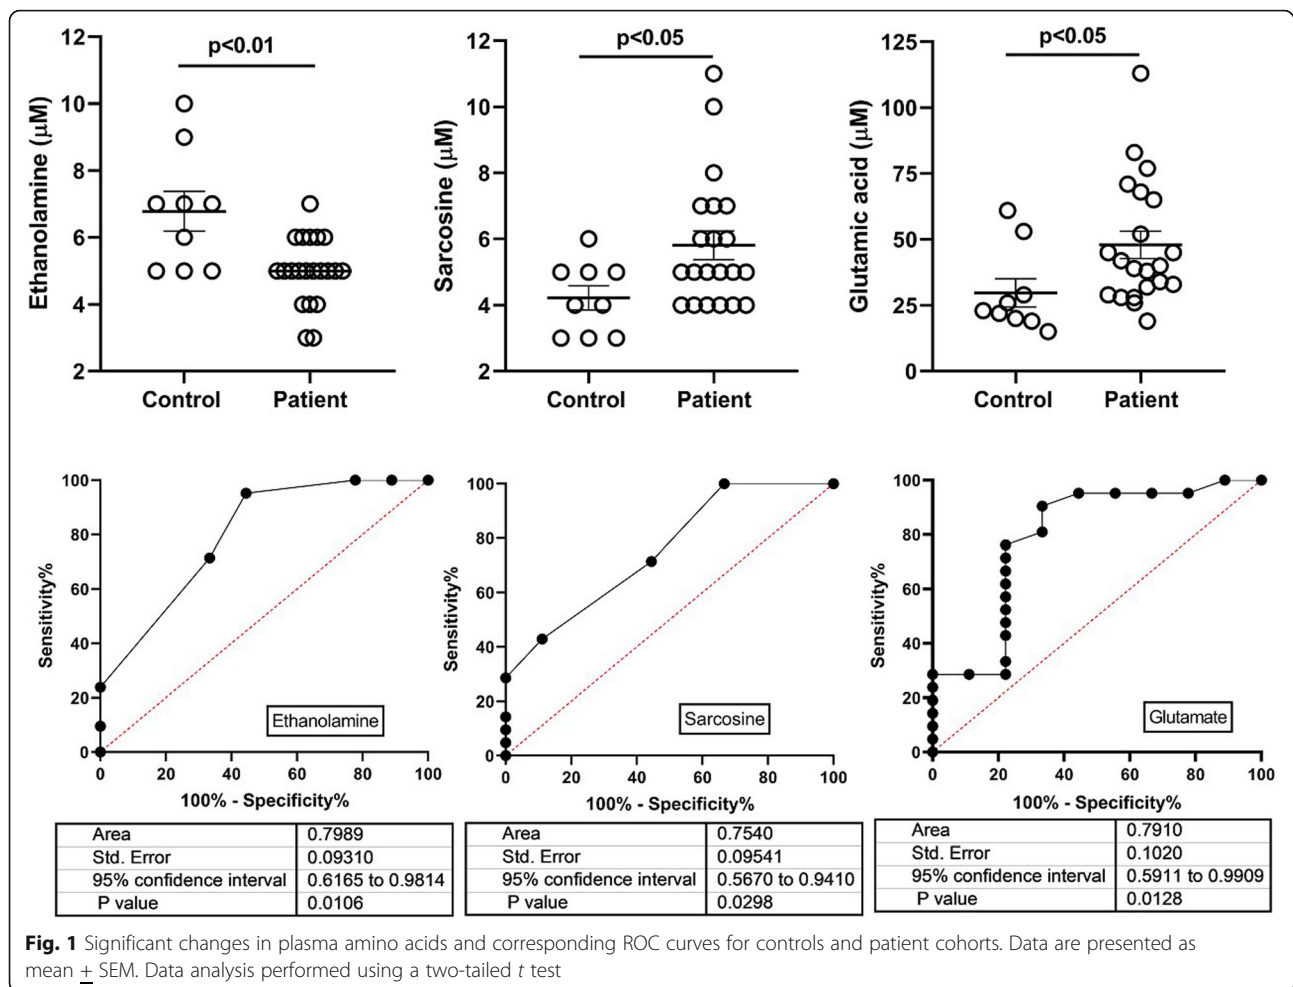 p<0.01
12
10
8
6
4
2
Ethanolamine (μM)
Control Patient
p<0.05
12
10
8
6
4
2
Sarcosine (μM)
Control Patient
p<0.05
125
100
75
50
25
0
Glutamic acid (μM)
Control Patient
100
80
60
40
20
0
Sensitivity%
Ethanolamine
0 20 40 60 80 100
100% - Specificity%
100
80
60
40
20
0
Sensitivity%
Sarcosine
0 20 40 60 80 100
100% - Specificity%
100
80
60
40
20
0
Sensitivity%
Glutamate
0 20 40 60 80 100
100% - Specificity%
Area 0.7989
Std. Error 0.09310
95% confidence interval 0.6165 to 0.9814
P value 0.0106
Area 0.7540
Std. Error 0.09541
95% confidence interval 0.5670 to 0.9410
P value 0.0298
Area 0.7910
Std. Error 0.1020
95% confidence interval 0.5911 to 0.9909
P value 0.0128
Fig. 1 Significant changes in plasma amino acids and corresponding ROC curves for controls and patient cohorts. Data are presented as
mean + SEM. Data analysis performed using a two-tailed t test